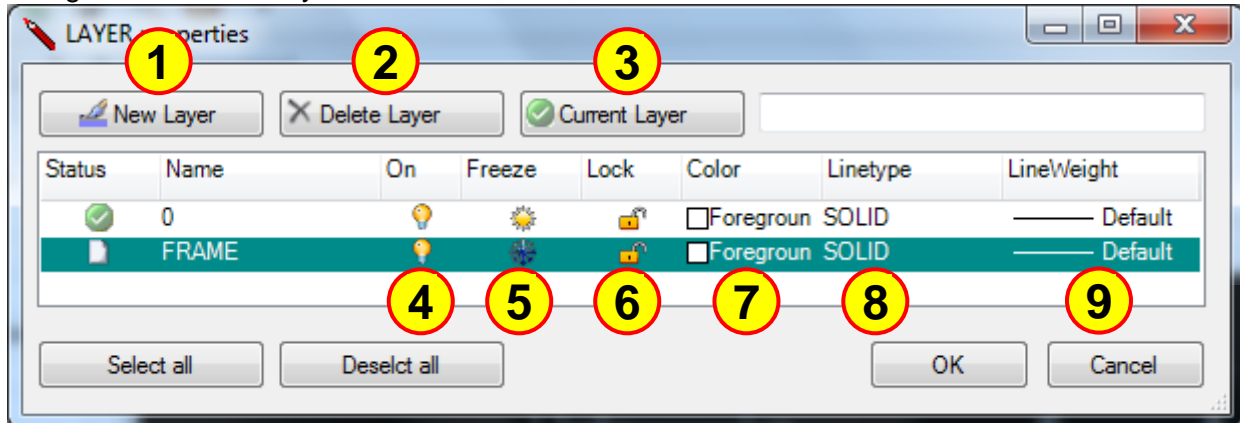 LAYER perties
1 2 3
New Layer Delete Layer Current Layer
Status Name On Freeze Lock Color Linetype LineWeight
0 Foregroun SOLID Default
FRAME Foregroun SOLID Default
4 5 6 7 8 9
Select all Deselct all OK Cancel